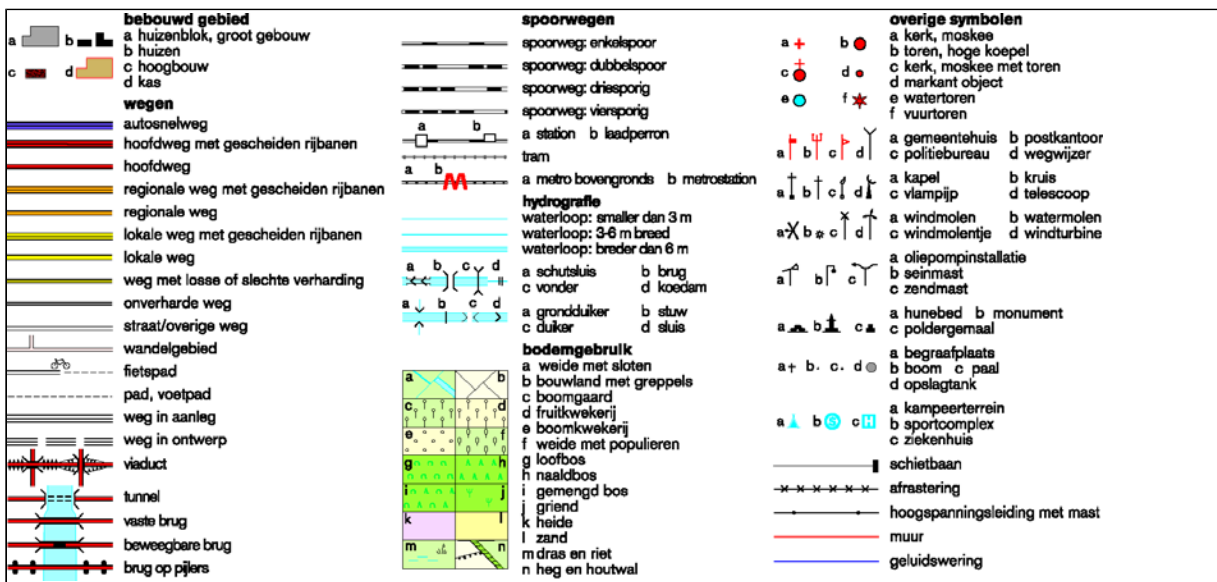 bebouwd gebied
a b a huizenblok, groot gebouw
b huizen
c d c hoogbouw
d kas
wegen
autosnelweg
hoofdweg met gescheiden rijbanen
hoofdweg
regionale weg met gescheiden rijbanen
regionale weg
lokale weg met gescheiden rijbanen
lokale weg
weg met losse of slechte verharding
onverharde weg
straat/overige weg
wandelgebied
fietspad
pad, voetpad
weg in aanleg
weg in ontwerp
viaduct
tunnel
vaste brug
beweegbare brug
brug op pijlers
spoorwegen
spoorweg: enkelspoor
spoorweg: dubbelspoor
spoorweg: driesporig
spoorweg: viersporig
a b
a station b laadperron
tram
a b
a metro bovengronds b metrostation
hydrografie
waterloop: smaller dan 3 m
waterloop: 3-6 m breed
waterloop: breder dan 6 m
a b c d
a schutsluis b brug
c vonder d koedam
a b c d
a grondduiker b stuw
c duiker d sluis
bodemgebruik
a b a weide met sloten
b bouwland met greppels
c d c boomgaard
d fruitkwekerij
e f e boomkwekerij
f weide met populieren
g h g loofbos
h naaldbos
i j i gemengd bos
j griend
k l k heide
l zand
m n m dras en riet
n heg en houtwal
overige symbolen
a b a kerk, moskee
b toren, hoge koepel
c d c kerk, moskee met toren
d markant object
e f e watertoren
f vuurtoren
a b c d a gemeentehuis b postkantoor
c politiebureau d wegwijzer
a b c d a kapel b kruis
c vlampijp d telescoop
a b c d a windmolen b watermolen
c windmolentje d windturbine
a b c a oliepompinstallatie
b seinmast
c zendmast
a b c a hunebed b monument
c poldergemaal
a b c d a begraafplaats
b boom c paal
d opslagtank
a b S c H a kampeerterrein
b sportcomplex
c ziekenhuis
schietbaan
afrastering
hoogspanningsleiding met mast
muur
geluidswering